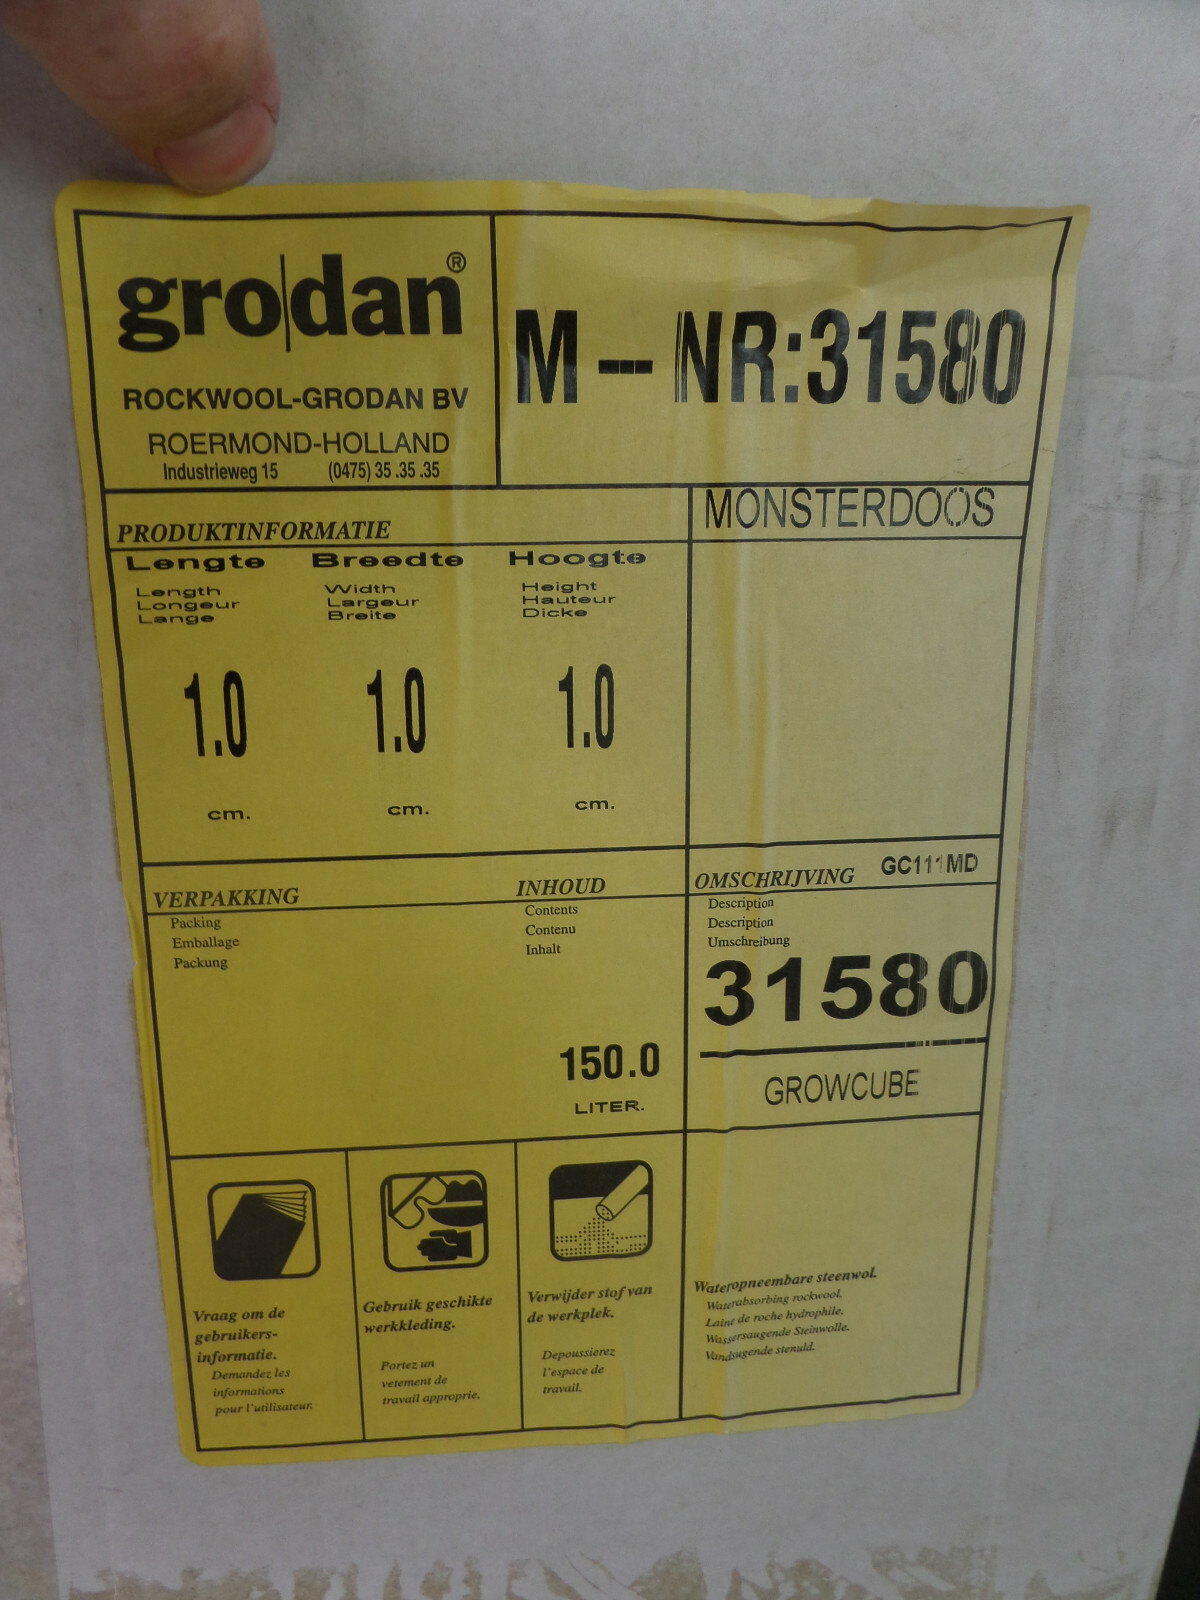 gro|dan®
ROCKWOOL-GRODAN BV
ROERMOND-HOLLAND
Industrieweg 15 (0475) 35 .35 .35
M -- NR:31580
MONSTERDOOS
PRODUKTINFORMATIE
Lengte Breedte Hoogte
Length Width Height
Longeur Largeur Hauteur
Lange Breite Dicke
1.0 1.0 1.0
cm. cm. cm.
VERPAKKING
Packing
Emballage
Packung
INHOUD
Contents
Contenu
Inhalt
150.0
LITER.
OMSCHRIJVING GC111MD
Description
Description
Umschreibung
31580
GROWCUBE
Vraag om de
gebruikers-
informatie.
Demandez les
informations
pour l'utilisateur.
Gebruik geschikte
werkkleding.
Portez un
vetement de
travail approprie.
Verwijder stof van
de werkplek.
Depoussierez
l'espace de
travail.
Wateropneembare steenwol.
Waterabsorbing rockwool.
Laine de roche hydrophile.
Wassersaugende Steinwolle.
Vandsugende stenuld.